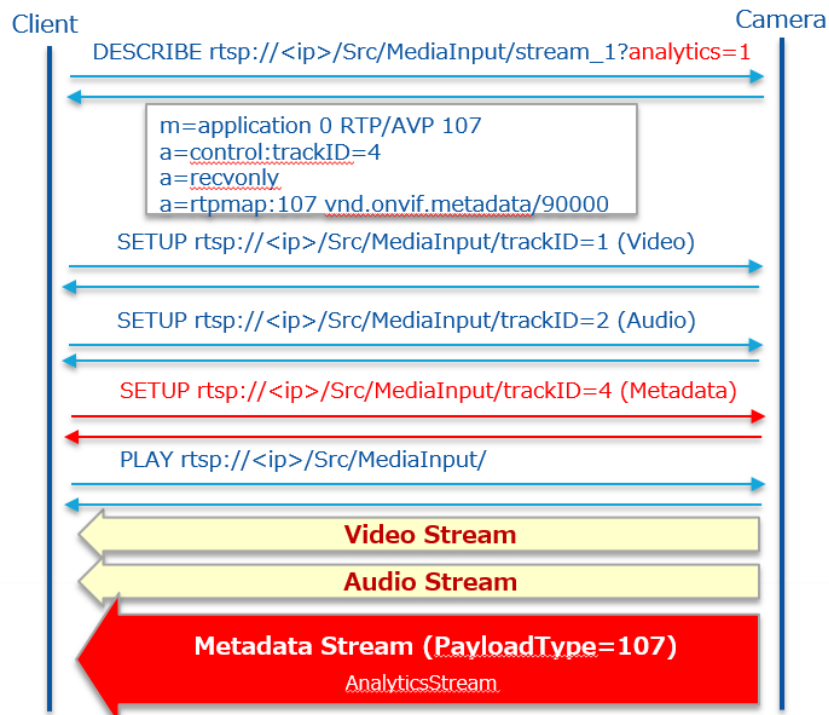 Client
Camera
DESCRIBE rtsp://<ip>/Src/MediaInput/stream_1?analytics=1
m=application 0 RTP/AVP 107
a=control:trackID=4
a=recvonly
a=rtpmap:107 vnd.onvif.metadata/90000
SETUP rtsp://<ip>/Src/MediaInput/trackID=1 (Video)
SETUP rtsp://<ip>/Src/MediaInput/trackID=2 (Audio)
SETUP rtsp://<ip>/Src/MediaInput/trackID=4 (Metadata)
PLAY rtsp://<ip>/Src/MediaInput/
Video Stream
Audio Stream
Metadata Stream (PayloadType=107)
AnalyticsStream